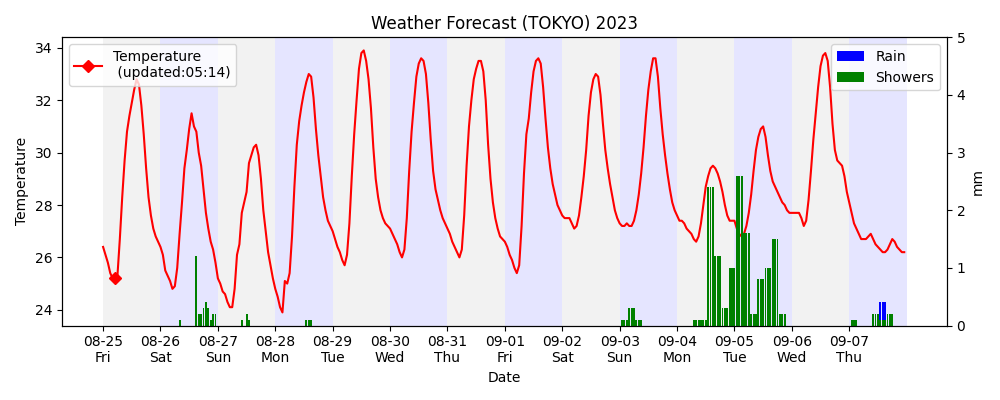 Weather Forecast (TOKYO) 2023
Temperature
(updated:05:14)
Rain
Showers
34
32
30
28
26
24
Temperature
5
4
3
2
1
0
mm
08-25 08-26 08-27 08-28 08-29 08-30 08-31 09-01 09-02 09-03 09-04 09-05 09-06 09-07
Fri Sat Sun Mon Tue Wed Thu Fri Sat Sun Mon Tue Wed Thu
Date